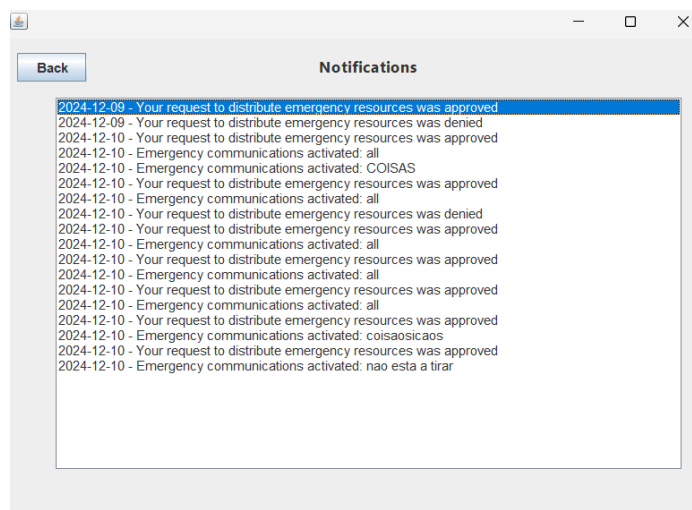 Back
Notifications
2024-12-09 - Your request to distribute emergency resources was approved
2024-12-09 - Your request to distribute emergency resources was denied
2024-12-10 - Your request to distribute emergency resources was approved
2024-12-10 - Emergency communications activated: all
2024-12-10 - Emergency communications activated: COISAS
2024-12-10 - Your request to distribute emergency resources was approved
2024-12-10 - Emergency communications activated: all
2024-12-10 - Your request to distribute emergency resources was denied
2024-12-10 - Your request to distribute emergency resources was approved
2024-12-10 - Emergency communications activated: all
2024-12-10 - Your request to distribute emergency resources was approved
2024-12-10 - Emergency communications activated: all
2024-12-10 - Your request to distribute emergency resources was approved
2024-12-10 - Emergency communications activated: all
2024-12-10 - Your request to distribute emergency resources was approved
2024-12-10 - Emergency communications activated: coisaosicaos
2024-12-10 - Your request to distribute emergency resources was approved
2024-12-10 - Emergency communications activated: nao esta a tirar